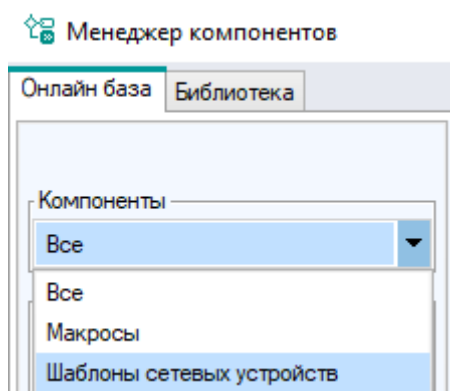 Менеджер компонентов
Онлайн база Библиотека
Компоненты
Все
Все
Макросы
Шаблоны сетевых устройств